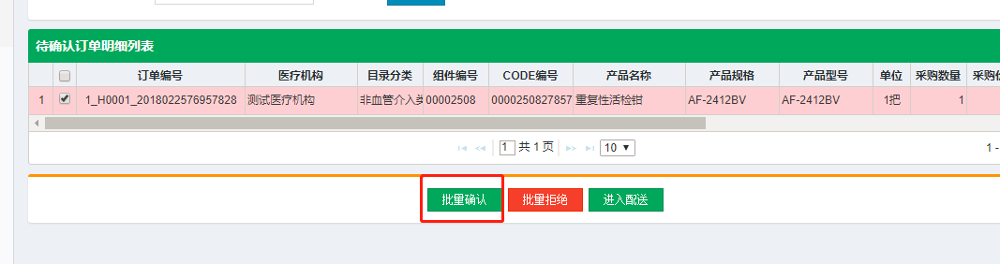 待确认订单明细列表
订单编号 医疗机构 目录分类 组件编号 CODE编号 产品名称 产品规格 产品型号 单位 采购数量 采购
1 1_H0001_2018022576957828 测试医疗机构 非血管介入 00002508 0000250827857 重复性活检钳 AF-2412BV AF-2412BV 1把 1
1 共 1 页 10 1 -
批量确认 批量拒绝 进入配送